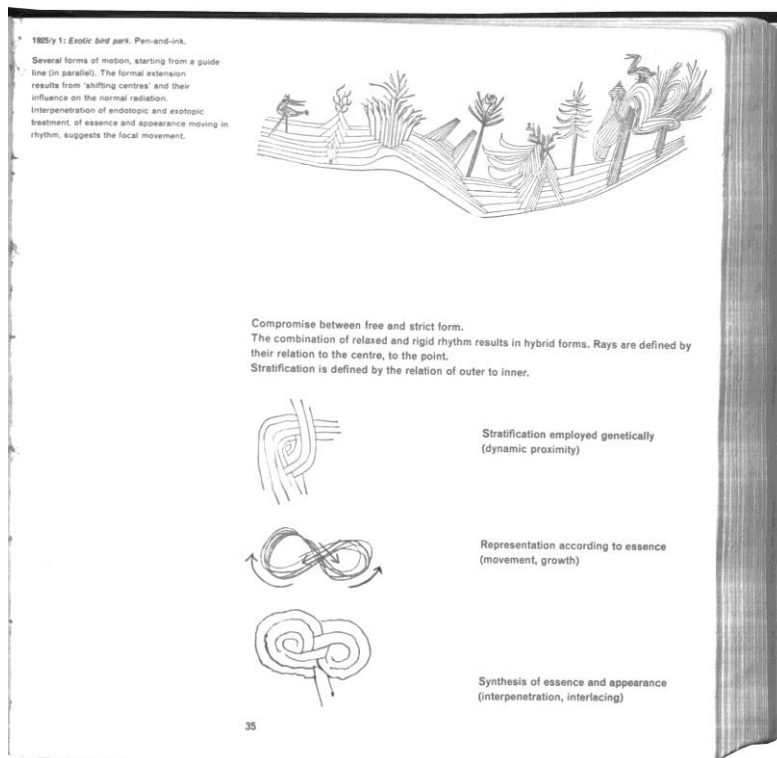 1925/y 1: Exotic bird park. Pen-and-ink.
Several forms of motion, starting from a guide
line (in parallel). The formal extension
results from 'shifting centres' and their
influence on the normal radiation.
Interpenetration of endotopic and exotopic
treatment, of essence and appearance moving in
rhythm, suggests the focal movement.
Compromise between free and strict form.
The combination of relaxed and rigid rhythm results in hybrid forms. Rays are defined by
their relation to the centre, to the point.
Stratification is defined by the relation of outer to inner.
Stratification employed genetically
(dynamic proximity)
Representation according to essence
(movement, growth)
Synthesis of essence and appearance
(interpenetration, interlacing)
35